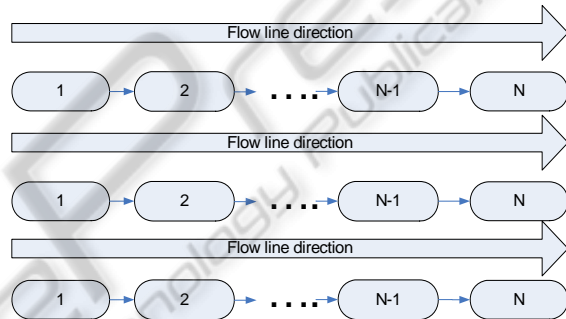 Flow line direction
1 2 .... N-1 N
Flow line direction
1 2 .... N-1 N
Flow line direction
1 2 .... N-1 N